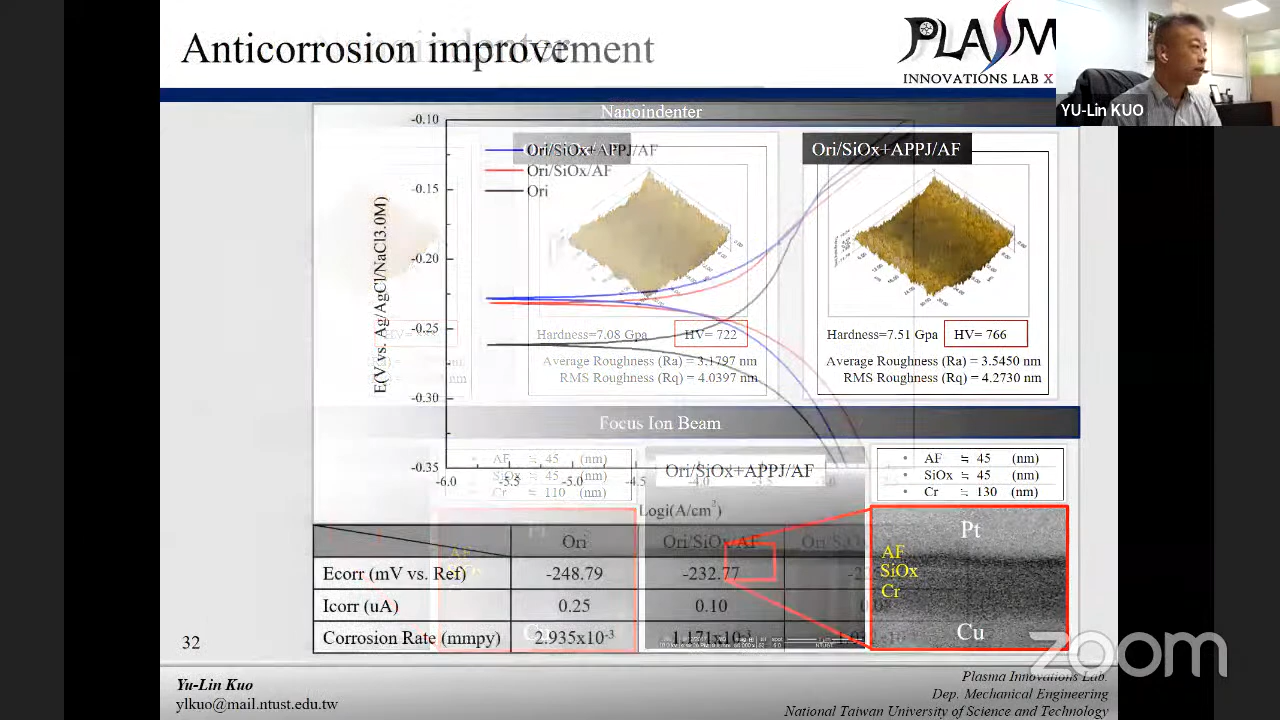 Anticorrosion improvement
PLASM
INNOVATIONS LAB X
YU-Lin KUO
Nanoindenter
-0.10
-0.15
-0.20
-0.25
-0.30
-0.35
E(V vs. Ag/AgCl/NaCl3.0M)
Ori/SiOx+APPJ/AF
Ori/SiOx/AF
Ori
Ori/SiOx+APPJ/AF
Hardness=7.08 Gpa
HV= 722
Average Roughness (Ra) = 3.1797 nm
RMS Roughness (Rq) = 4.0397 nm
Hardness=7.51 Gpa
HV= 766
Average Roughness (Ra) = 3.5450 nm
RMS Roughness (Rq) = 4.2730 nm
Focus Ion Beam
-6.0
-5.5
-5.0
-4.5
-4.0
Logi(A/cm2)
• AF ≒ 45 (nm)
• SiOx ≒ 45 (nm)
• Cr ≒ 110 (nm)
Ori/SiOx+APPJ/AF
• AF ≒ 45 (nm)
• SiOx ≒ 45 (nm)
• Cr ≒ 130 (nm)
Pt
AF
SiOx
Cr
Cu
Ori Ori/SiOx/AF
Ecorr (mV vs. Ref) -248.79 -232.77
Icorr (uA) 0.25 0.10
Corrosion Rate (mmpy) 2.935x10-3
32
zoom
Yu-Lin Kuo
ylkuo@mail.ntust.edu.tw
Plasma Innovations Lab.
Dep. Mechanical Engineering
National Taiwan University of Science and Technology